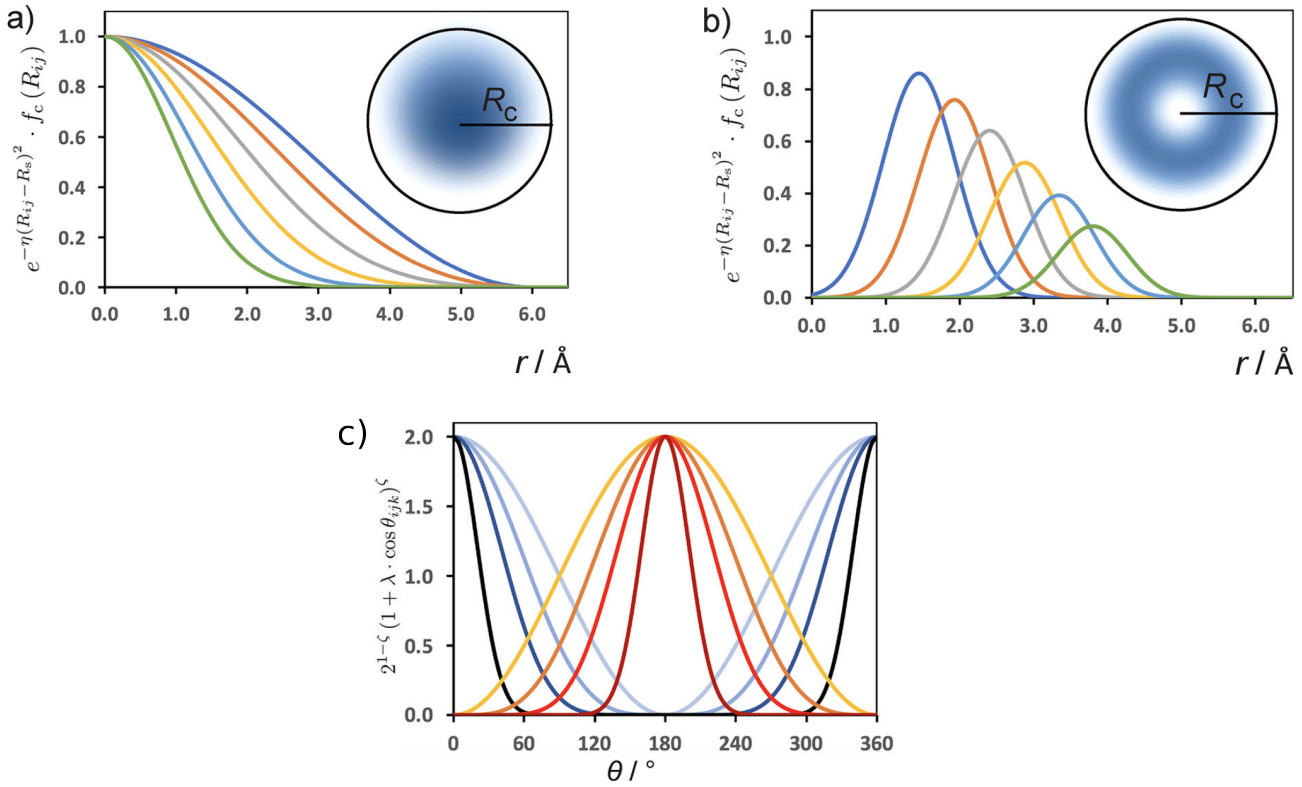 a)
e^{−η(R_{ij}−R_s)^2} · f_c (R_{ij})
1.0
0.8
0.6
0.4
0.2
0.0
R_c
0.0 1.0 2.0 3.0 4.0 5.0 6.0
r / Å
b)
e^{−η(R_{ij}−R_s)^2} · f_c (R_{ij})
1.0
0.8
0.6
0.4
0.2
0.0
R_c
0.0 1.0 2.0 3.0 4.0 5.0 6.0
r / Å
c)
2^{1−ζ} (1 + λ · cos θ_{ijk})^ζ
2.0
1.5
1.0
0.5
0.0
0 60 120 180 240 300 360
θ / °